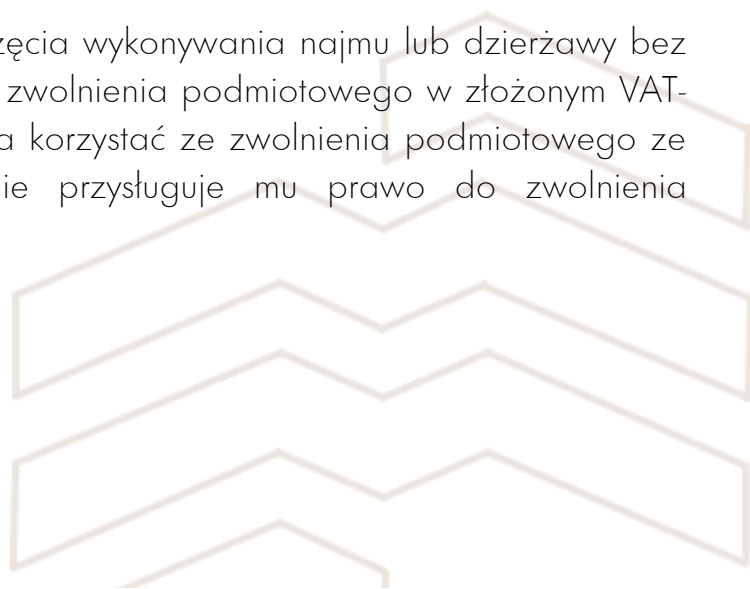 zęcia wykonywania najmu lub dzierżawy bez
zwolnienia podmiotowego w złożonym VAT-
a korzystać ze zwolnienia podmiotowego ze
ie przysługuje mu prawo do zwolnienia